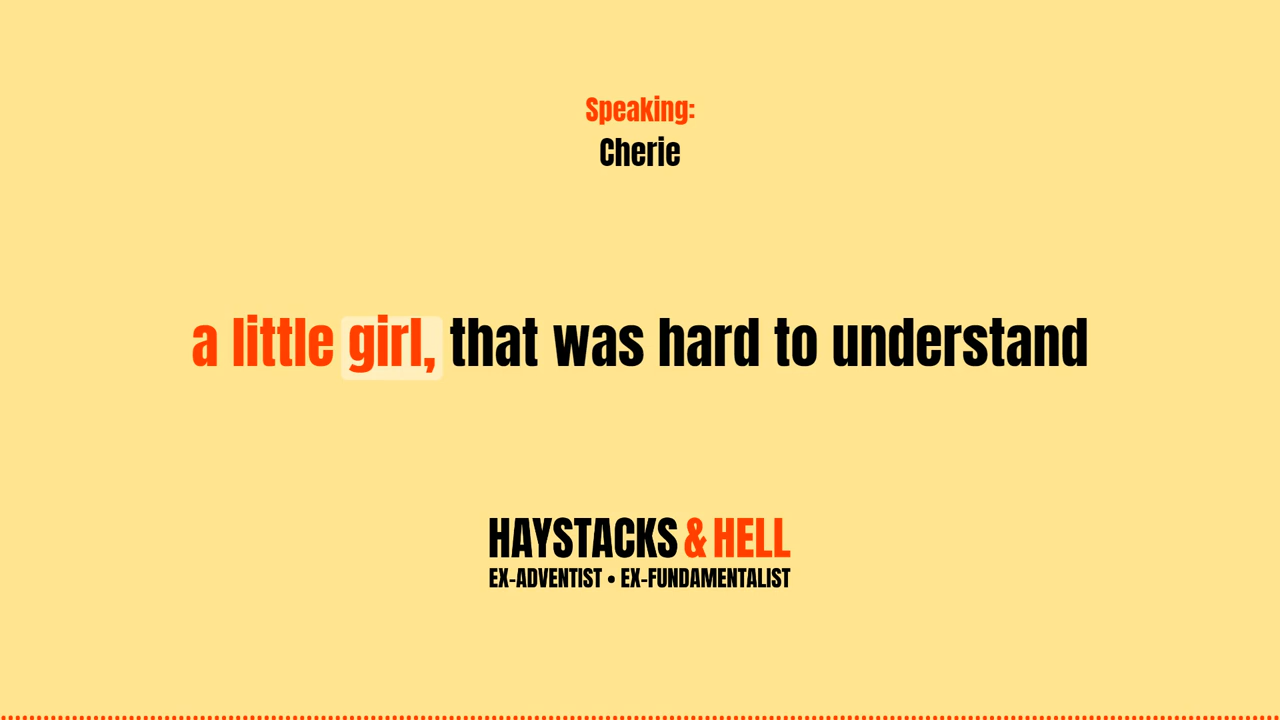 Speaking:
Cherie
a little girl, that was hard to understand
HAYSTACKS & HELL
EX-ADVENTIST • EX-FUNDAMENTALIST